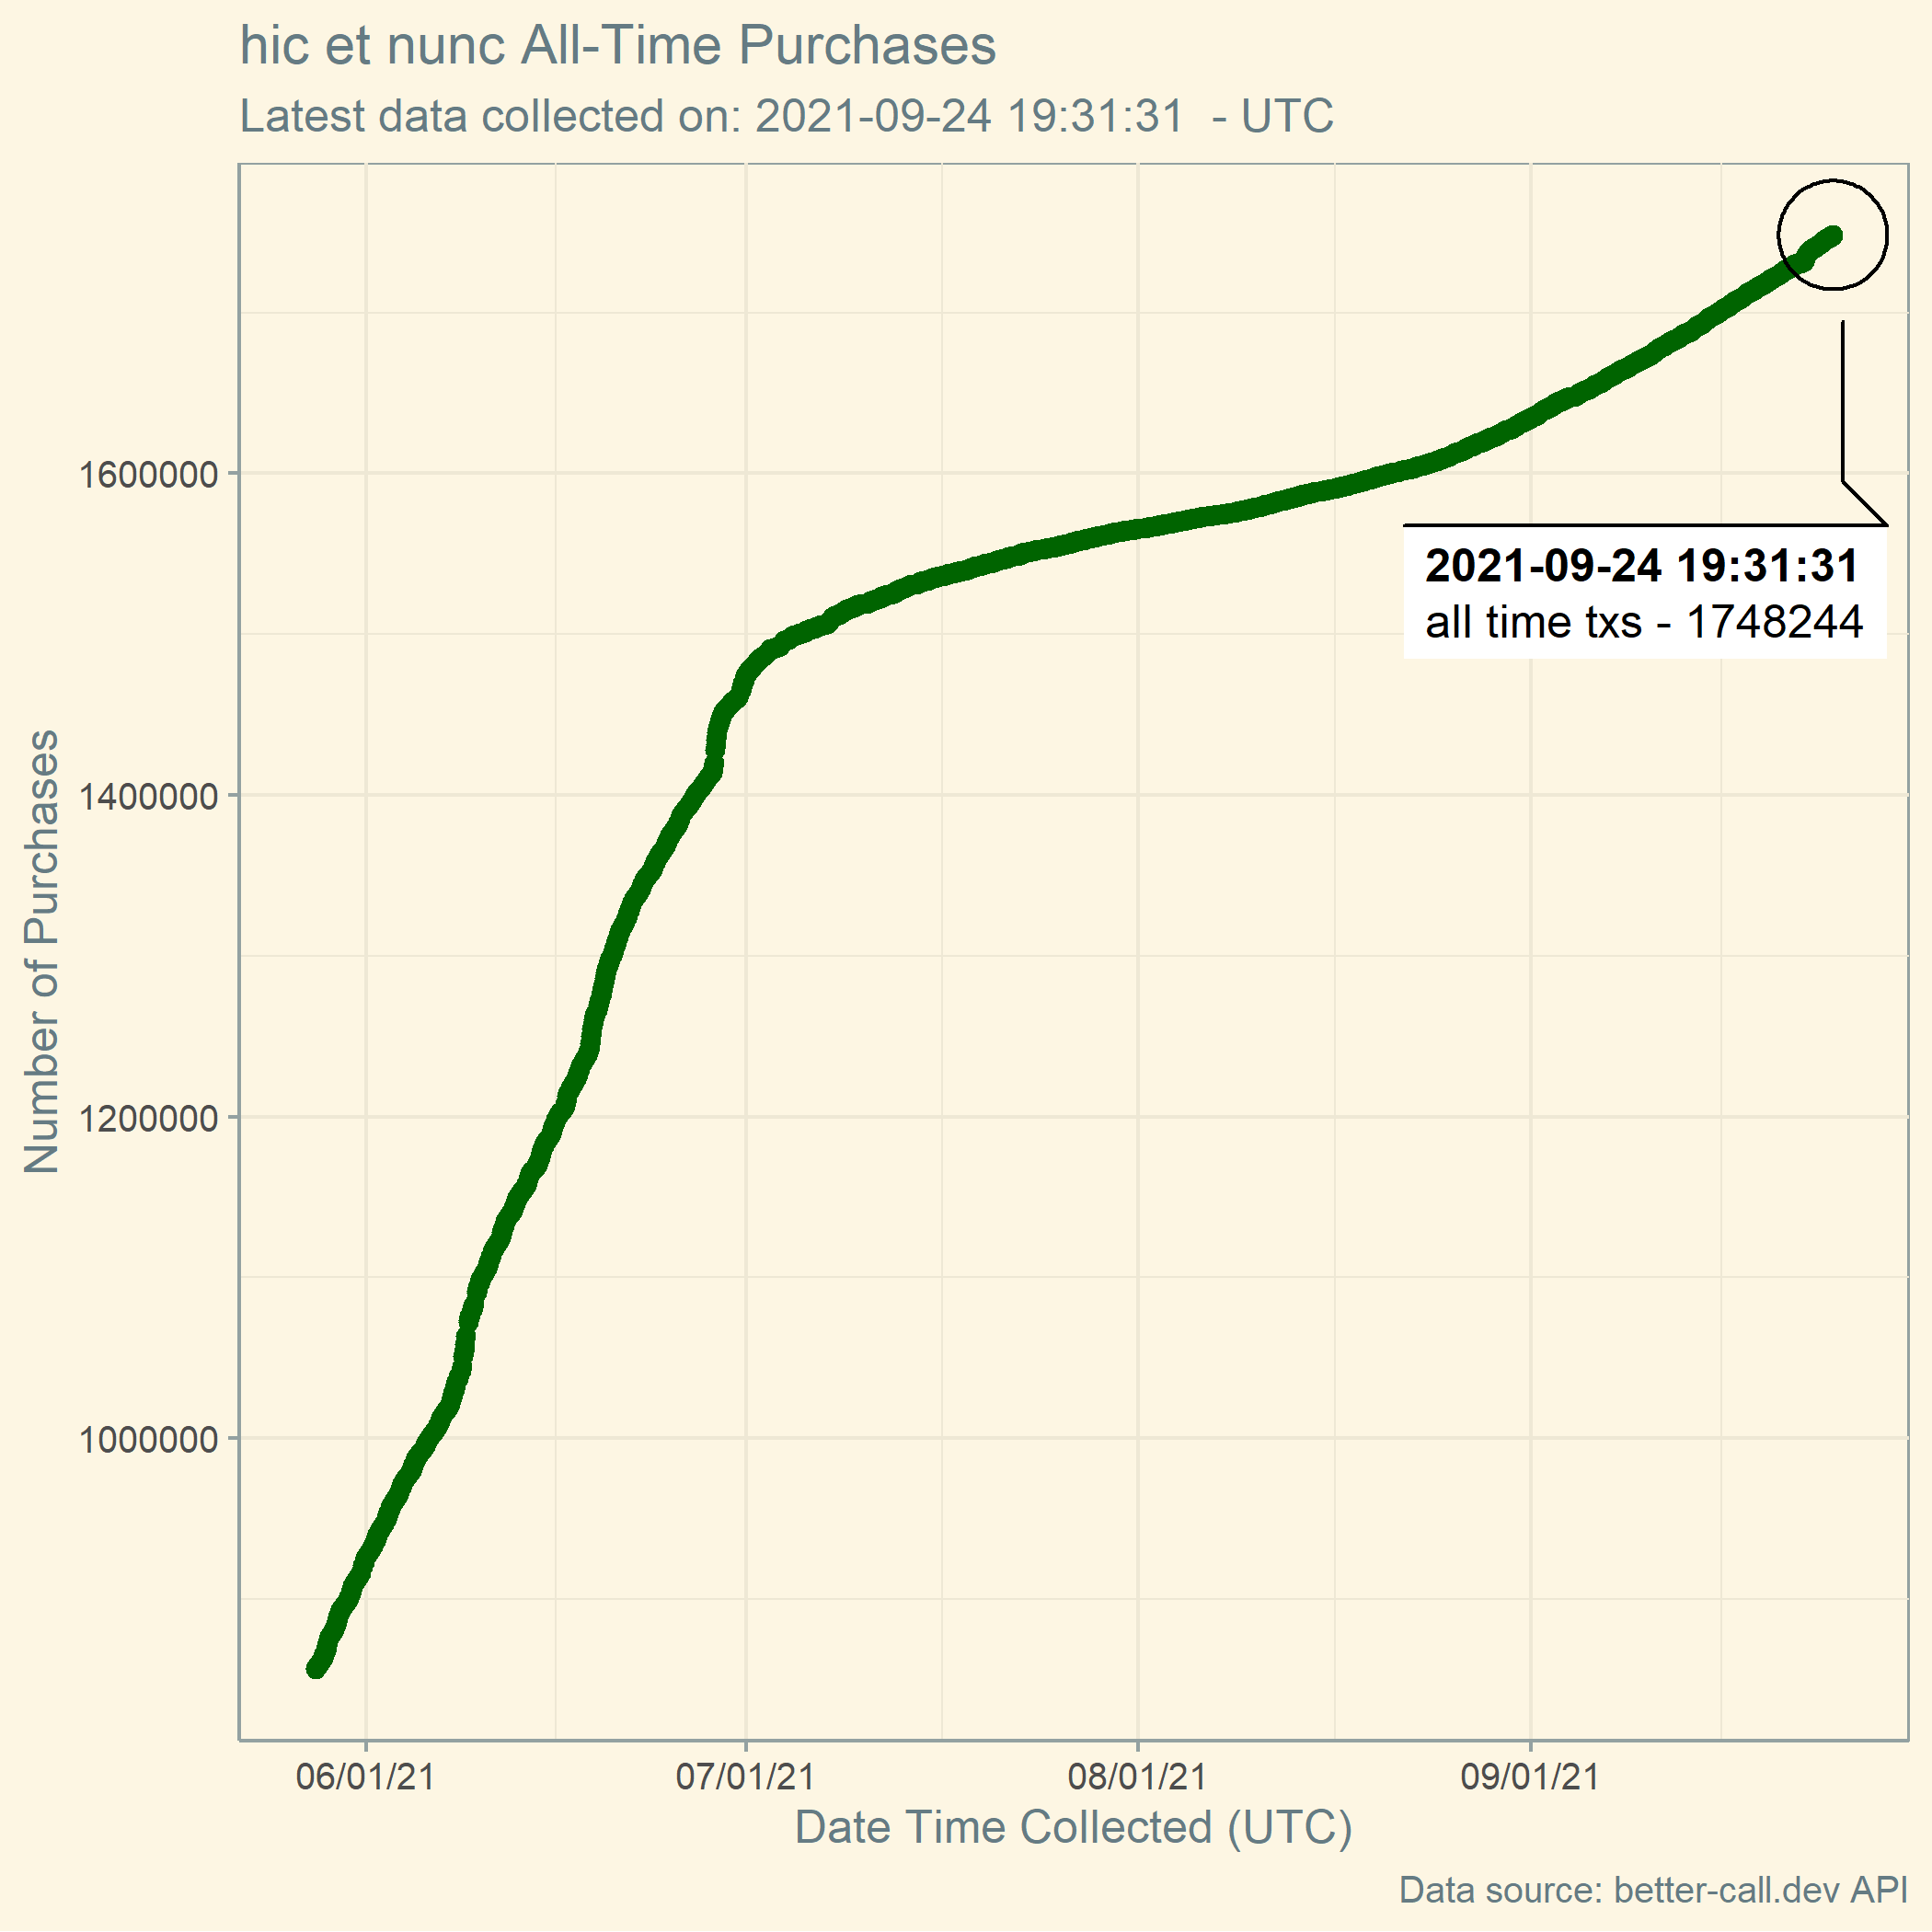 hic et nunc All-Time Purchases
Latest data collected on: 2021-09-24 19:31:31  - UTC
Number of Purchases
1600000
1400000
1200000
1000000
2021-09-24 19:31:31
all time txs - 1748244
06/01/21 07/01/21 08/01/21 09/01/21
Date Time Collected (UTC)
Data source: better-call.dev API